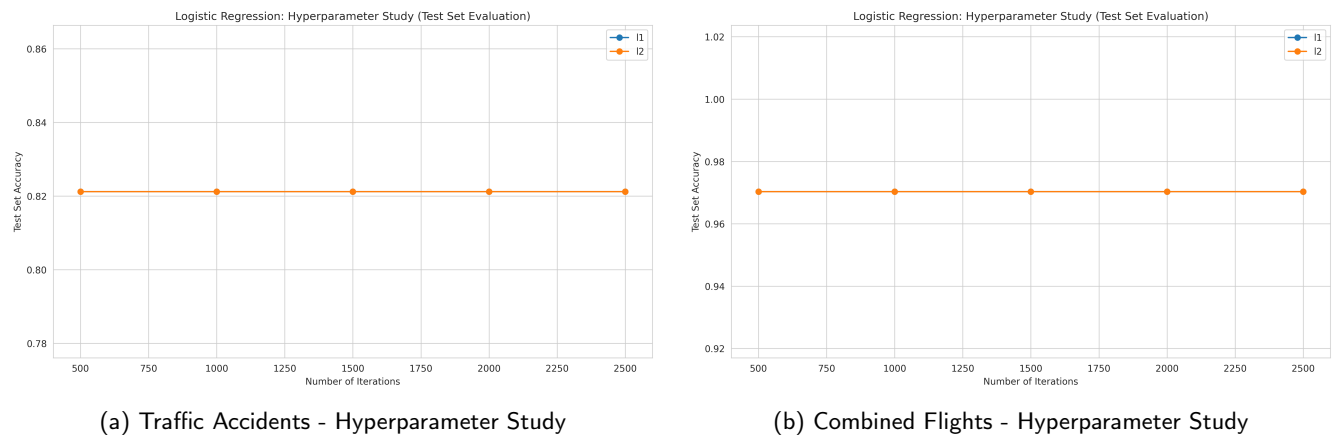 Logistic Regression: Hyperparameter Study (Test Set Evaluation)
l1
l2
0.86
0.84
0.82
0.80
0.78
Test Set Accuracy
500 750 1000 1250 1500 1750 2000 2250 2500
Number of Iterations
(a) Traffic Accidents - Hyperparameter Study
Logistic Regression: Hyperparameter Study (Test Set Evaluation)
l1
l2
1.02
1.00
0.98
0.96
0.94
0.92
Test Set Accuracy
500 750 1000 1250 1500 1750 2000 2250 2500
Number of Iterations
(b) Combined Flights - Hyperparameter Study